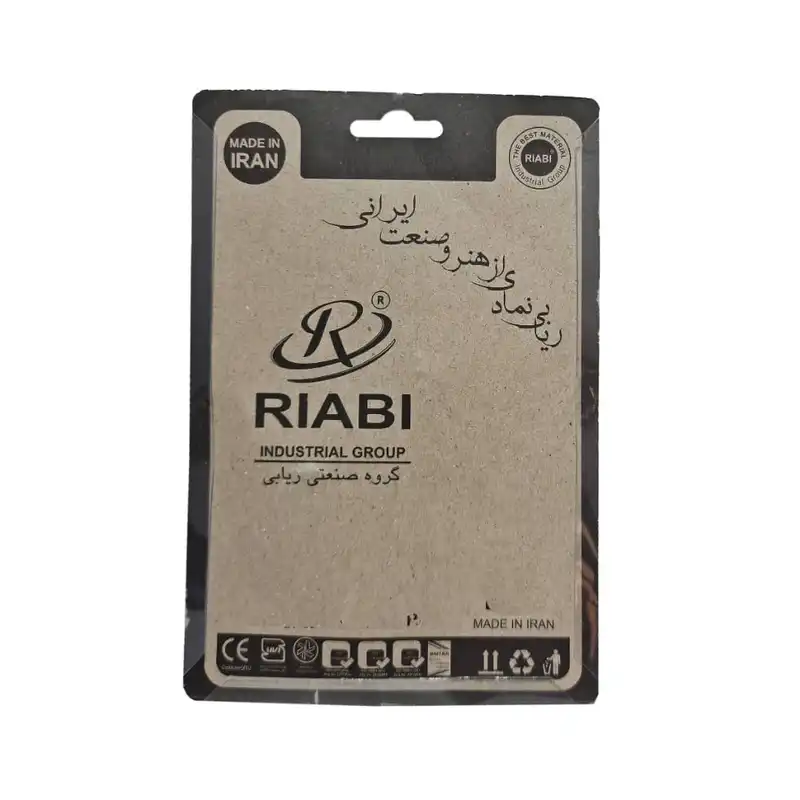 MADE IN
IRAN
THE BEST MATERIAL
RIABI
Industrial Group
ریابی نمادی از هنر و صنعت ایرانی
R
RIABI
INDUSTRIAL GROUP
گروه صنعتی ریابی
MADE IN IRAN
CE